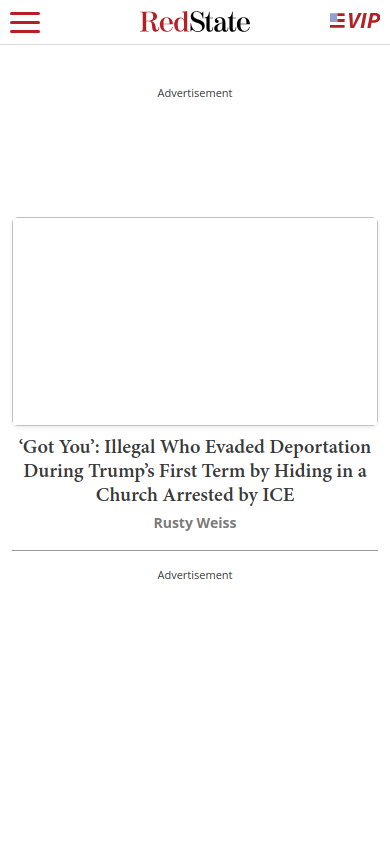 RedState
VIP
Advertisement
‘Got You’: Illegal Who Evaded Deportation
During Trump’s First Term by Hiding in a
Church Arrested by ICE
Rusty Weiss
Advertisement